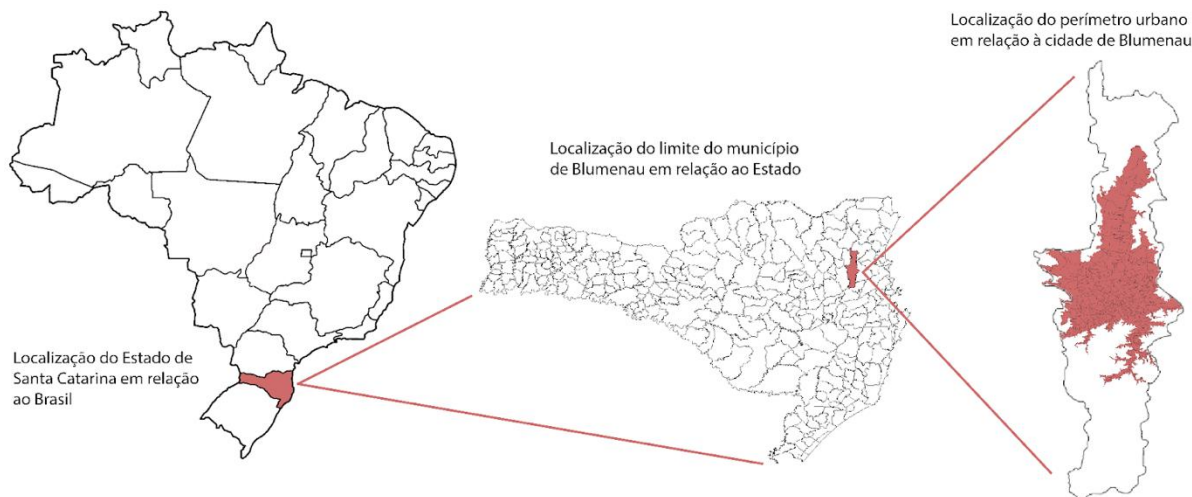 Localização do perímetro urbano
em relação à cidade de Blumenau
Localização do limite do município
de Blumenau em relação ao Estado
Localização do Estado de
Santa Catarina em relação
ao Brasil